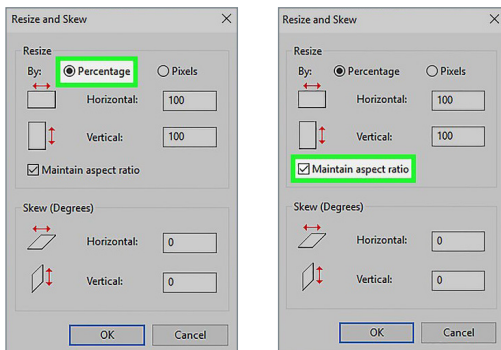 Resize and Skew
Resize
By: Percentage Pixels
Horizontal: 100
Vertical: 100
Maintain aspect ratio
Skew (Degrees)
Horizontal: 0
Vertical: 0
OK Cancel
Resize and Skew
Resize
By: Percentage Pixels
Horizontal: 100
Vertical: 100
Maintain aspect ratio
Skew (Degrees)
Horizontal: 0
Vertical: 0
OK Cancel